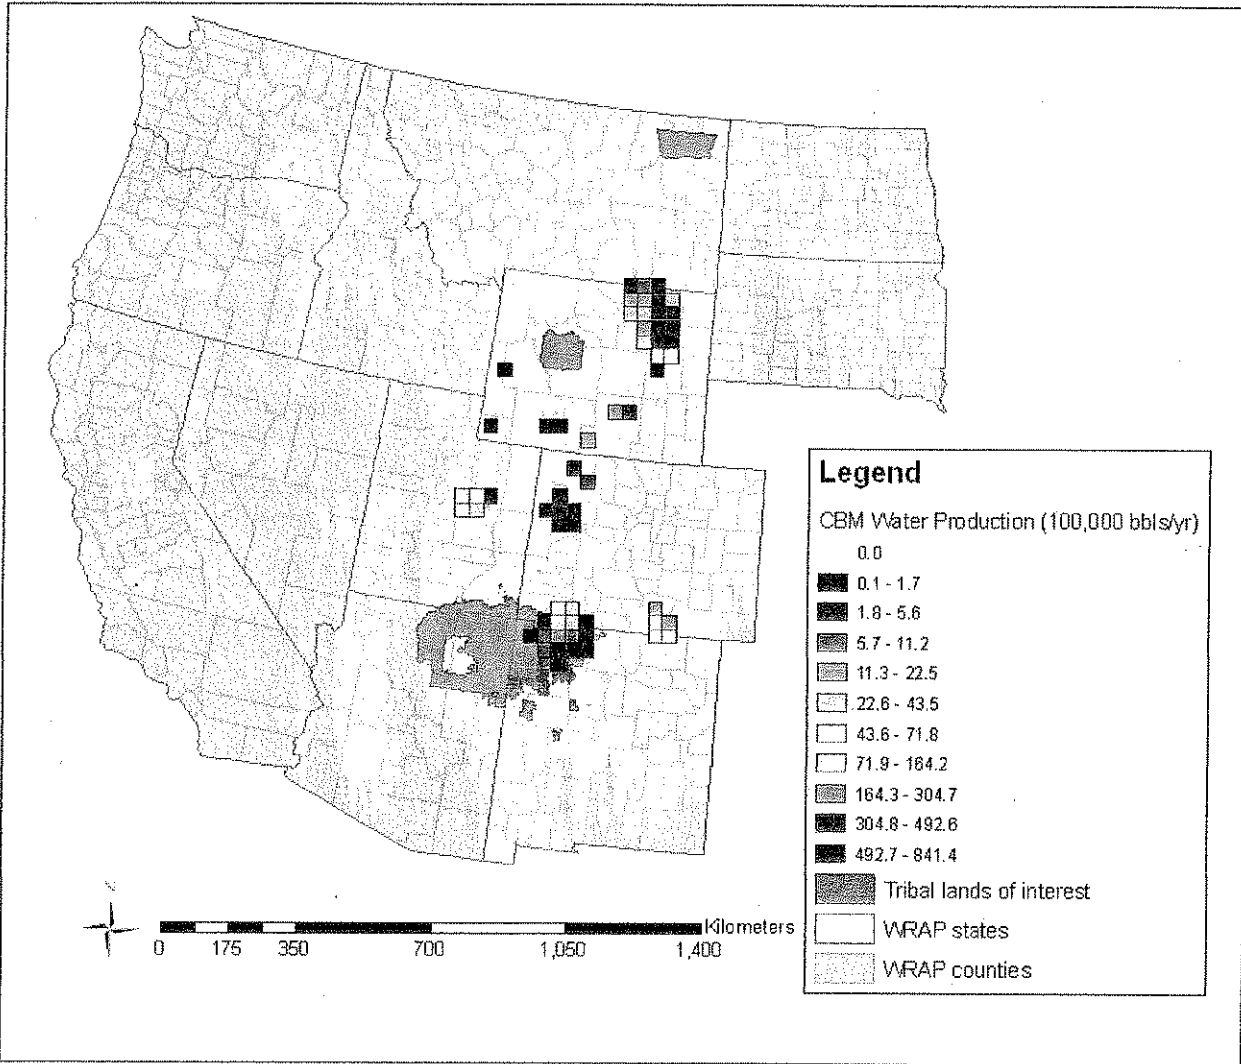 Legend
CBM Water Production (100,000 bbls/yr)
0.0
0.1 - 1.7
1.8 - 5.6
5.7 - 11.2
11.3 - 22.5
22.6 - 43.5
43.6 - 71.8
71.9 - 164.2
164.3 - 304.7
304.8 - 492.6
492.7 - 841.4
Tribal lands of interest
WRAP states
WRAP counties
Kilometers
0 175 350 700 1,050 1,400